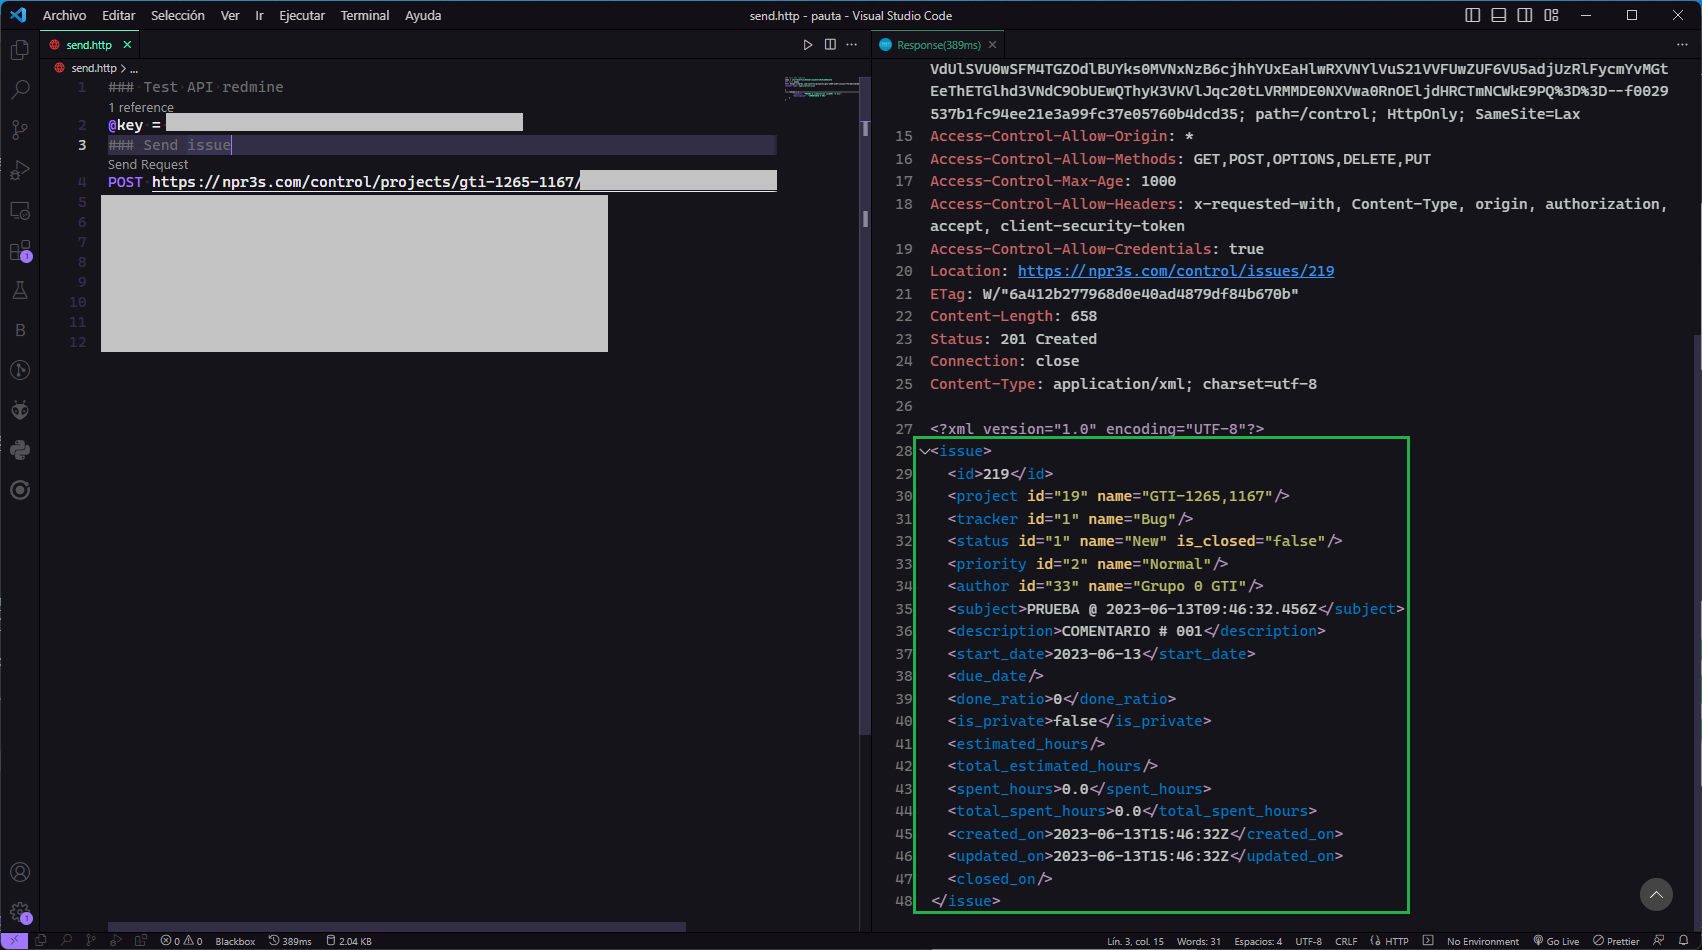 Archivo Editar Selección Ver Ir Ejecutar Terminal Ayuda
send.http - pauta - Visual Studio Code
send.http
Response(389ms)
send.http > ...
1 ### Test API redmine
1 reference
2 @key =
3 ### Send issue
Send Request
4 POST https://npr3s.com/control/projects/gti-1265-1167/
5
6
7
8
9
10
11
12
VdUlSVU0wSFM4TGZOdlBUYks0MVNxNzB6cjhhYUxEaHlwRXVNYlVuS21VVFUwZUF6VU5adjUzRlFycmYvMGt
EeThETGlhd3VNdC9ObUEwQThyK3VKVlJqc20tLVRMMDE0NXVwa0RnOEljdHRCTmNCWkE9PQ%3D%3D--f0029
537b1fc94ee21e3a99fc37e05760b4dcd35; path=/control; HttpOnly; SameSite=Lax
15 Access-Control-Allow-Origin: *
16 Access-Control-Allow-Methods: GET,POST,OPTIONS,DELETE,PUT
17 Access-Control-Max-Age: 1000
18 Access-Control-Allow-Headers: x-requested-with, Content-Type, origin, authorization,
accept, client-security-token
19 Access-Control-Allow-Credentials: true
20 Location: https://npr3s.com/control/issues/219
21 ETag: W/"6a412b277968d0e40ad4879df84b670b"
22 Content-Length: 658
23 Status: 201 Created
24 Connection: close
25 Content-Type: application/xml; charset=utf-8
26
27 <?xml version="1.0" encoding="UTF-8"?>
28 <issue>
29 <id>219</id>
30 <project id="19" name="GTI-1265,1167"/>
31 <tracker id="1" name="Bug"/>
32 <status id="1" name="New" is_closed="false"/>
33 <priority id="2" name="Normal"/>
34 <author id="33" name="Grupo 0 GTI"/>
35 <subject>PRUEBA @ 2023-06-13T09:46:32.456Z</subject>
36 <description>COMENTARIO # 001</description>
37 <start_date>2023-06-13</start_date>
38 <due_date/>
39 <done_ratio>0</done_ratio>
40 <is_private>false</is_private>
41 <estimated_hours/>
42 <total_estimated_hours/>
43 <spent_hours>0.0</spent_hours>
44 <total_spent_hours>0.0</total_spent_hours>
45 <created_on>2023-06-13T15:46:32Z</created_on>
46 <updated_on>2023-06-13T15:46:32Z</updated_on>
47 <closed_on/>
48 </issue>
B
1
1
0 0 Blackbox 389ms 2.04 KB
Lín. 3, col. 15 Words: 31 Espacios: 4 UTF-8 CRLF HTTP No Environment Go Live Prettier